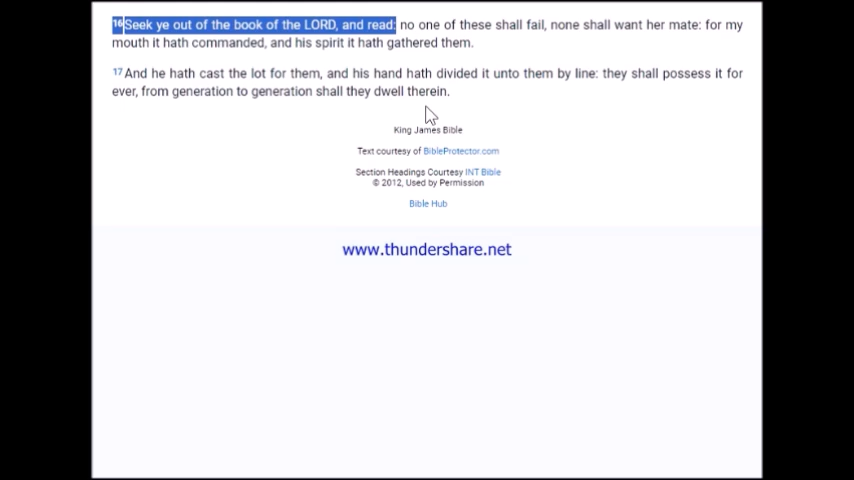 16Seek ye out of the book of the LORD, and read: no one of these shall fail, none shall want her mate: for my
mouth it hath commanded, and his spirit it hath gathered them.
17And he hath cast the lot for them, and his hand hath divided it unto them by line: they shall possess it for
ever, from generation to generation shall they dwell therein.
King James Bible
Text courtesy of BibleProtector.com
Section Headings Courtesy INT Bible
© 2012, Used by Permission
Bible Hub
www.thundershare.net